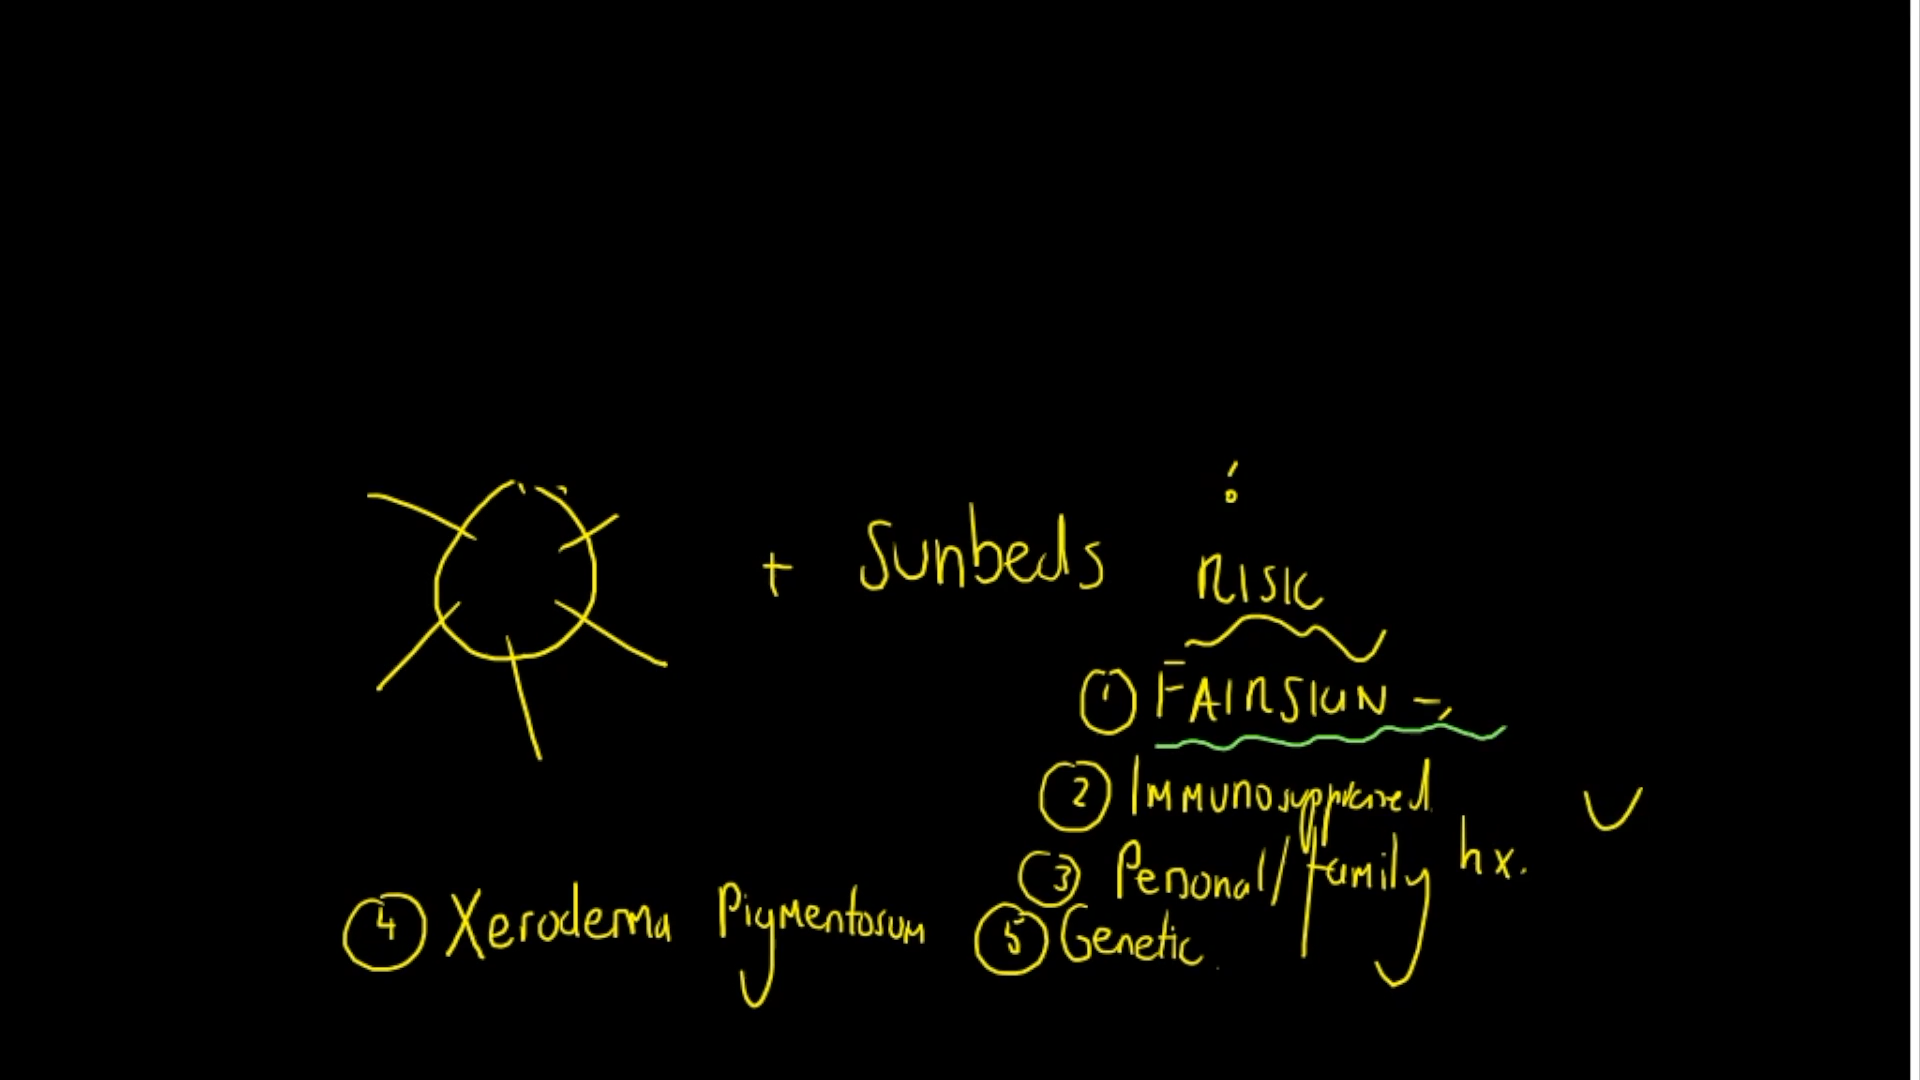 + Sunbeds
RISK
① FAIRSKIN -
② Immunosuppressed
③ Personal/family hx.
④ Xeroderma Pigmentosum ⑤ Genetic